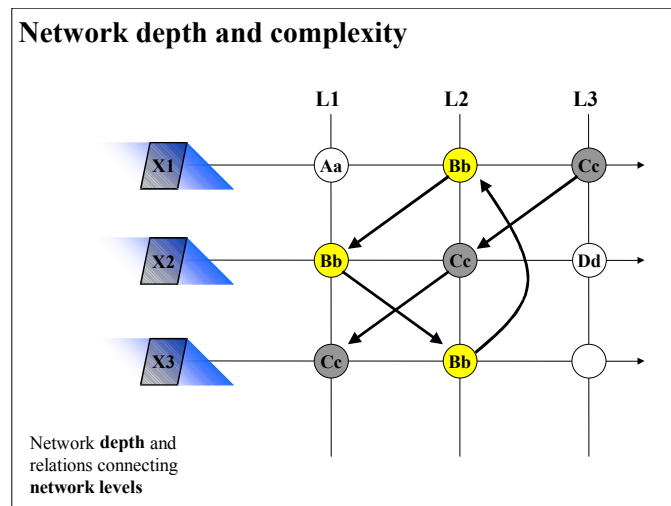 Network depth and complexity
L1 L2 L3
X1 Aa Bb Cc
X2 Bb Cc Dd
X3 Cc Bb
Network depth and
relations connecting
network levels